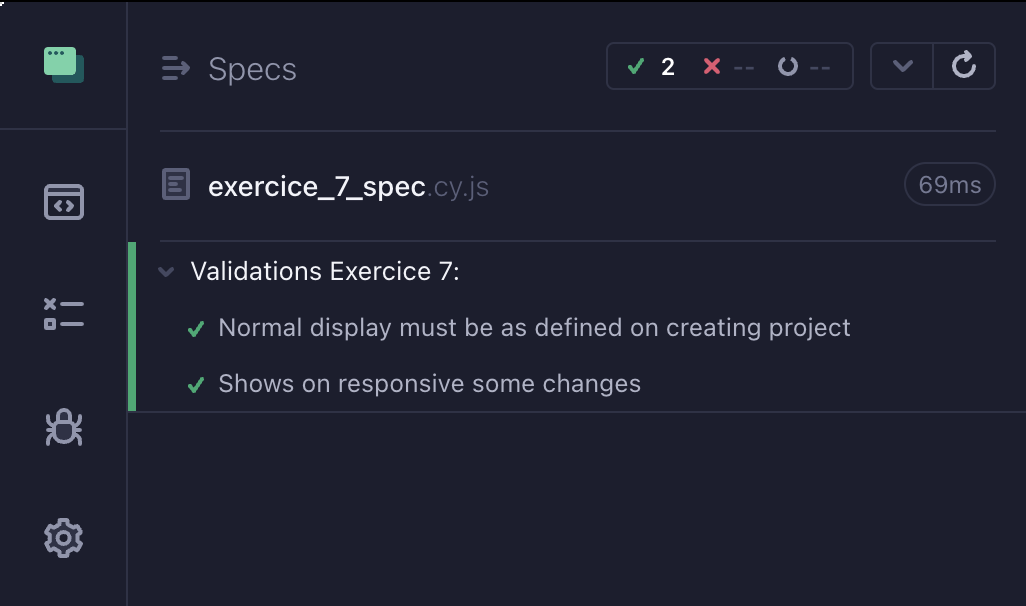 Specs
2 -- --
exercice_7_spec.cy.js
69ms
Validations Exercice 7:
Normal display must be as defined on creating project
Shows on responsive some changes